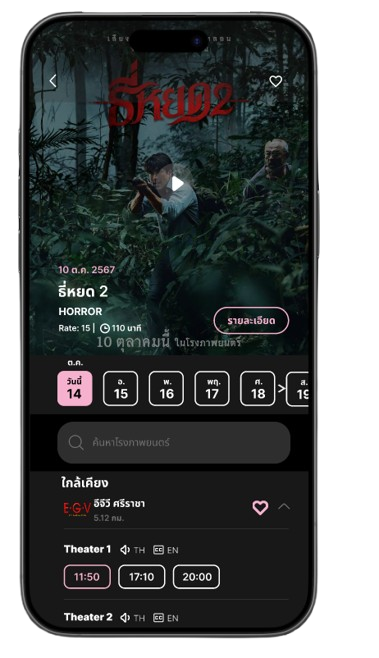 ธี่หยด2
10 ต.ค. 2567
ธี่หยด 2
HORROR
Rate: 15 | 110 นาที
รายละเอียด
10 ตุลาคมนี้ ในโรงภาพยนตร์
ต.ค.
วันนี้ อ. พ. พฤ. ศ. ส.
14 15 16 17 18 > 19
ค้นหาโรงภาพยนตร์
ใกล้เคียง
E·G·V อีจีวี ศรีราชา
5.12 กม.
Theater 1 TH CC EN
11:50 17:10 20:00
Theater 2 TH CC EN